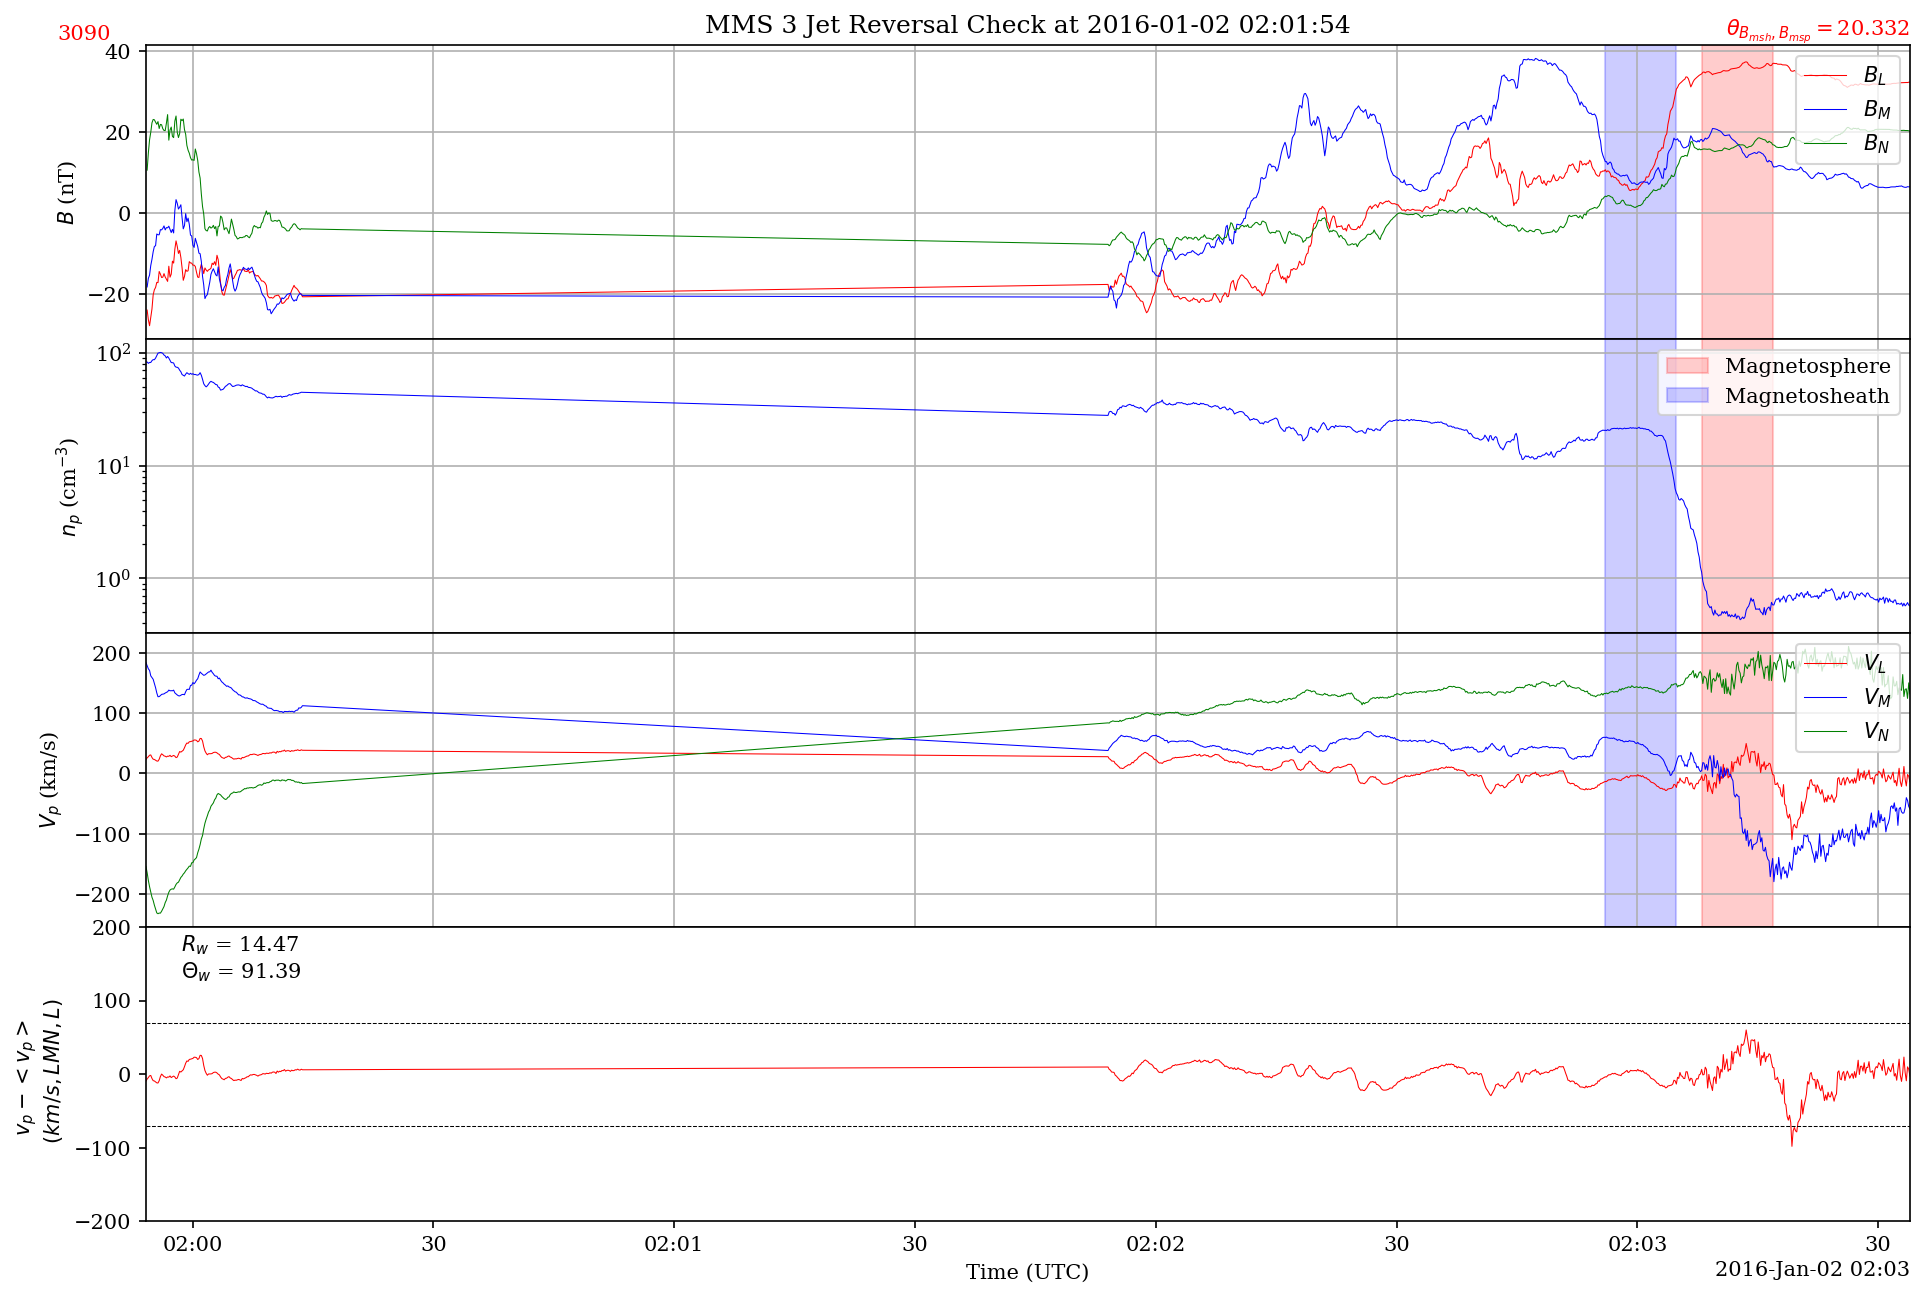 MMS 3 Jet Reversal Check at 2016-01-02 02:01:54
3090
θ_{B_{msh}, B_{msp}} = 20.332
40
20
0
−20
B (nT)
B_L
B_M
B_N
10^2
10^1
10^0
n_p (cm^{-3})
Magnetosphere
Magnetosheath
200
100
0
−100
−200
V_p (km/s)
V_L
V_M
V_N
200
100
0
−100
−200
v_p − < v_p >
(km/s, LMN, L)
R_w = 14.47
Θ_w = 91.39
02:00
30
02:01
30
02:02
30
02:03
30
Time (UTC)
2016-Jan-02 02:03